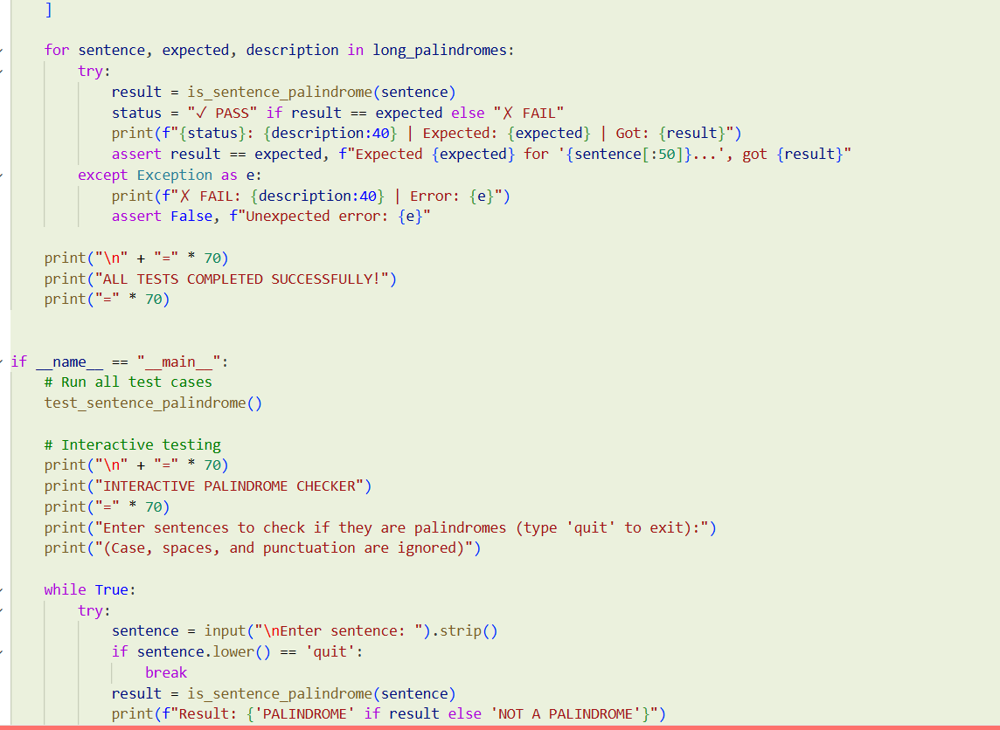 ]

    for sentence, expected, description in long_palindromes:
        try:
            result = is_sentence_palindrome(sentence)
            status = "✓ PASS" if result == expected else "✗ FAIL"
            print(f"{status}: {description:40} | Expected: {expected} | Got: {result}")
            assert result == expected, f"Expected {expected} for '{sentence[:50]}...', got {result}"
        except Exception as e:
            print(f"✗ FAIL: {description:40} | Error: {e}")
            assert False, f"Unexpected error: {e}"

    print("\n" + "=" * 70)
    print("ALL TESTS COMPLETED SUCCESSFULLY!")
    print("=" * 70)


if __name__ == "__main__":
    # Run all test cases
    test_sentence_palindrome()

    # Interactive testing
    print("\n" + "=" * 70)
    print("INTERACTIVE PALINDROME CHECKER")
    print("=" * 70)
    print("Enter sentences to check if they are palindromes (type 'quit' to exit):")
    print("(Case, spaces, and punctuation are ignored)")

    while True:
        try:
            sentence = input("\nEnter sentence: ").strip()
            if sentence.lower() == 'quit':
                break
            result = is_sentence_palindrome(sentence)
            print(f"Result: {'PALINDROME' if result else 'NOT A PALINDROME'}")